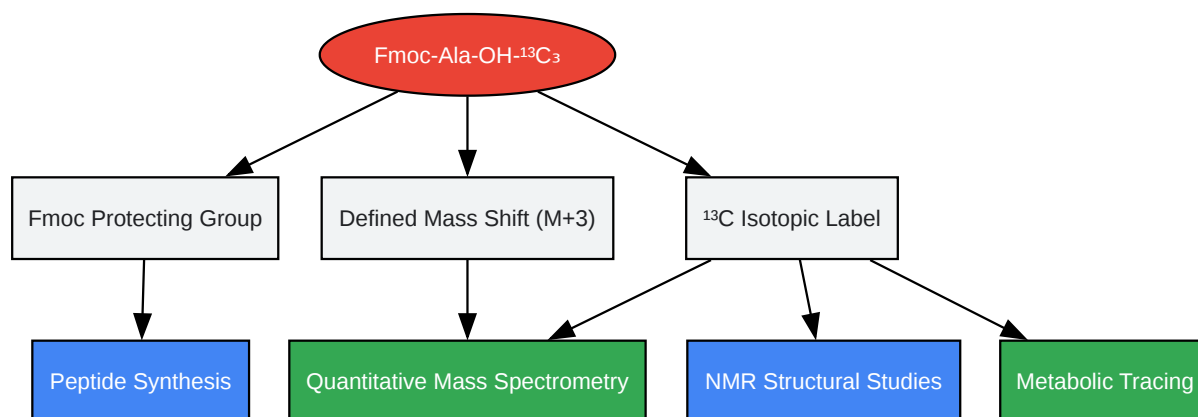 Fmoc-Ala-OH-¹³C₃
Fmoc Protecting Group
Defined Mass Shift (M+3)
¹³C Isotopic Label
Peptide Synthesis
Quantitative Mass Spectrometry
NMR Structural Studies
Metabolic Tracing